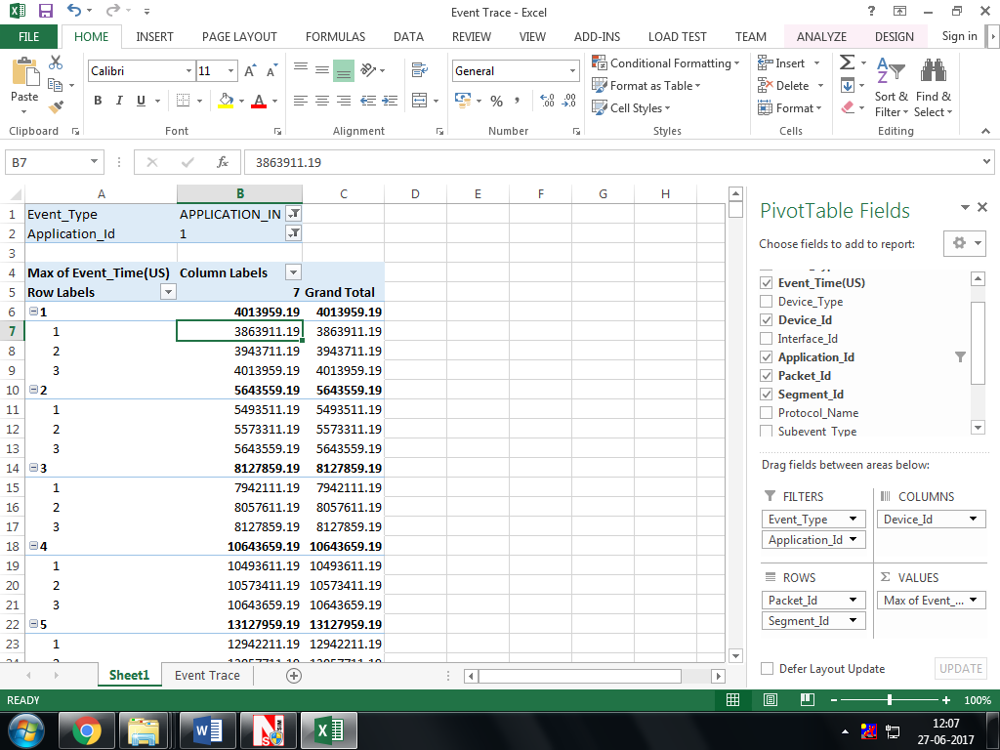 Event Trace - Excel
?
FILE HOME INSERT PAGE LAYOUT FORMULAS DATA REVIEW VIEW ADD-INS LOAD TEST TEAM ANALYZE DESIGN Sign in
Paste
Calibri 11
B I U
General
% ,
Conditional Formatting
Format as Table
Cell Styles
Insert
Delete
Format
Sort & Filter
Find & Select
Clipboard Font Alignment Number Styles Cells Editing
B7 fx 3863911.19
A B C D E F G H
1 Event_Type APPLICATION_IN
2 Application_Id 1
3
4 Max of Event_Time(US) Column Labels
5 Row Labels 7 Grand Total
6 1 4013959.19 4013959.19
7 1 3863911.19 3863911.19
8 2 3943711.19 3943711.19
9 3 4013959.19 4013959.19
10 2 5643559.19 5643559.19
11 1 5493511.19 5493511.19
12 2 5573311.19 5573311.19
13 3 5643559.19 5643559.19
14 3 8127859.19 8127859.19
15 1 7942111.19 7942111.19
16 2 8057611.19 8057611.19
17 3 8127859.19 8127859.19
18 4 10643659.19 10643659.19
19 1 10493611.19 10493611.19
20 2 10573411.19 10573411.19
21 3 10643659.19 10643659.19
22 5 13127959.19 13127959.19
23 1 12942211.19 12942211.19
PivotTable Fields
Choose fields to add to report:
Event_Time(US)
Device_Type
Device_Id
Interface_Id
Application_Id
Packet_Id
Segment_Id
Protocol_Name
Subevent_Type
Drag fields between areas below:
FILTERS
Event_Type
Application_Id
COLUMNS
Device_Id
ROWS
Packet_Id
Segment_Id
VALUES
Max of Event_...
Defer Layout Update UPDATE
Sheet1 Event Trace
READY 100%
12:07
27-06-2017